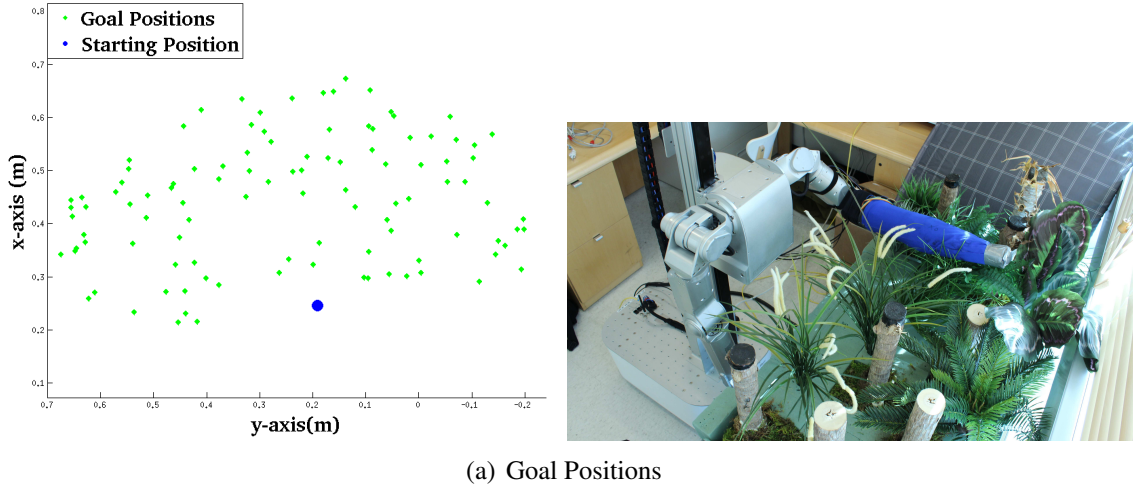 0.8
Goal Positions
Starting Position
0.7
0.6
0.5
0.4
0.3
0.2
0.1
x-axis (m)
0.7 0.6 0.5 0.4 0.3 0.2 0.1 0 -0.1 -0.2
y-axis(m)
(a) Goal Positions